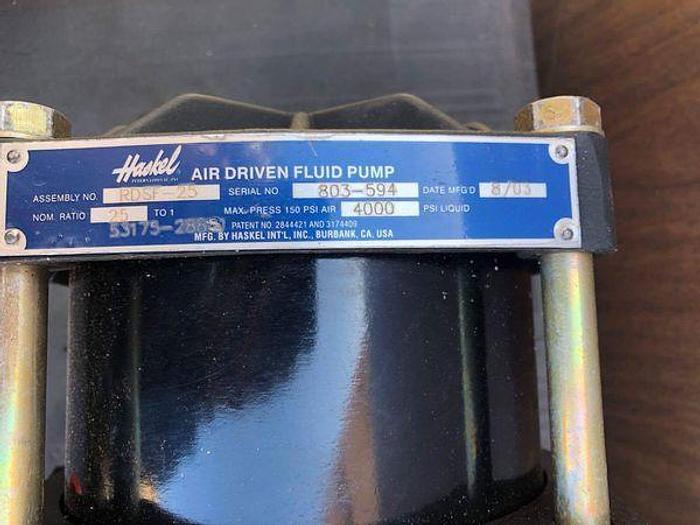 Haskel AIR DRIVEN FLUID PUMP
ASSEMBLY NO. RDSF-25 SERIAL NO 803-594 DATE MFG'D 8/03
NOM. RATIO 25 TO 1 MAX. PRESS 150 PSI AIR 4000 PSI LIQUID
PATENT NO. 2844421 AND 3174409
MFG. BY HASKEL INT'L, INC., BURBANK, CA. USA